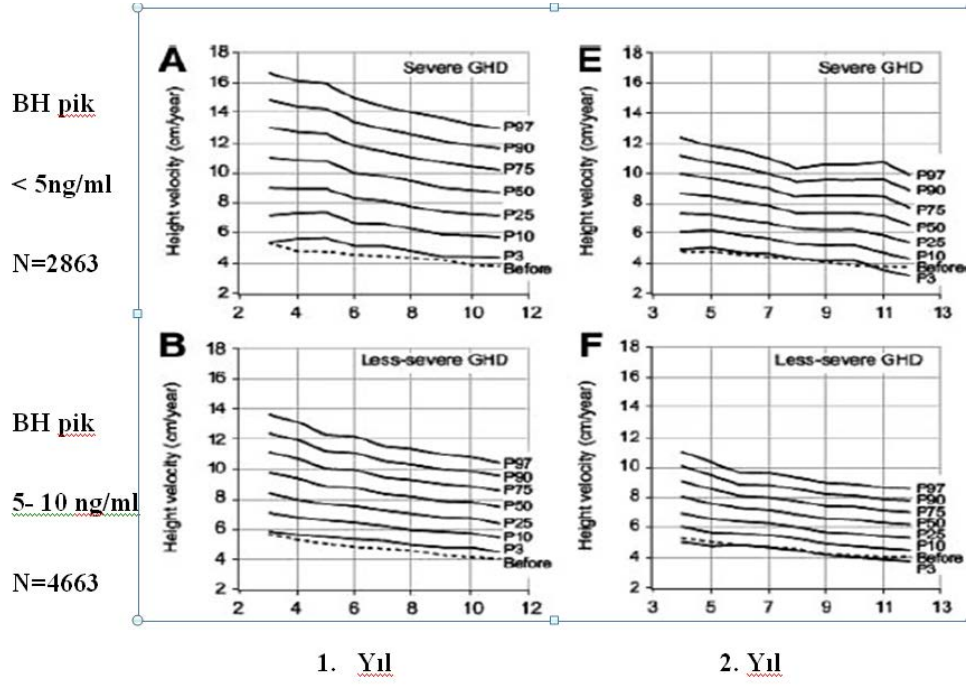 BH pik
< 5ng/ml
N=2863
A
Severe GHD
Height velocity (cm/year)
18
16
14
12
10
8
6
4
2
P97
P90
P75
P50
P25
P10
P3
Before
2 4 6 8 10 12
E
Severe GHD
Height velocity (cm/year)
18
16
14
12
10
8
6
4
2
P97
P90
P75
P50
P25
P10
Before
P3
3 5 7 9 11 13
BH pik
5- 10 ng/ml
N=4663
B
Less-severe GHD
Height velocity (cm/year)
18
16
14
12
10
8
6
4
2
P97
P90
P75
P50
P25
P10
P3
Before
2 4 6 8 10 12
F
Less-severe GHD
Height velocity (cm/year)
18
16
14
12
10
8
6
4
2
P97
P90
P75
P50
P25
P10
Before
P3
3 5 7 9 11 13
1. Yıl
2. Yıl